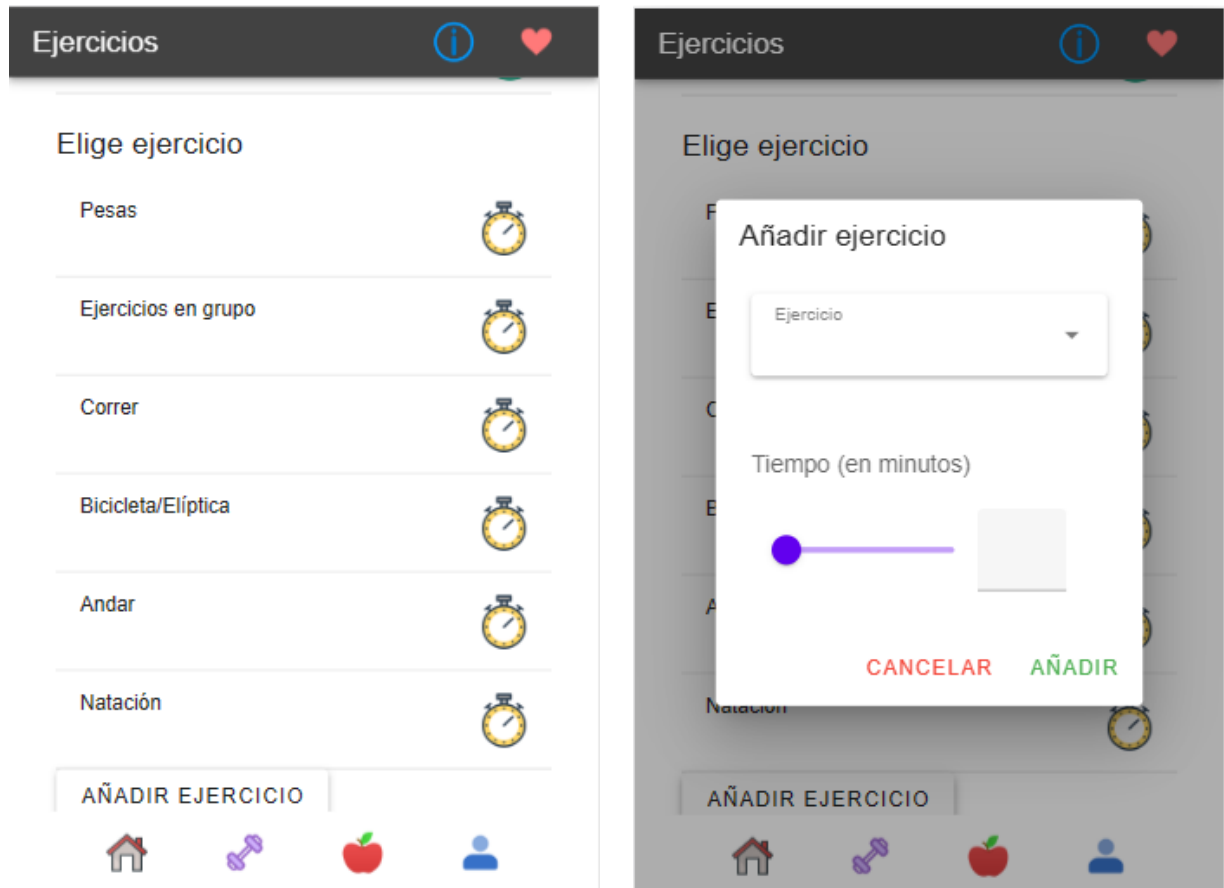 Ejercicios
Elige ejercicio
Pesas
Ejercicios en grupo
Correr
Bicicleta/Elíptica
Andar
Natación
AÑADIR EJERCICIO
Ejercicios
Elige ejercicio
Añadir ejercicio
Ejercicio
Tiempo (en minutos)
CANCELAR AÑADIR
Natación
AÑADIR EJERCICIO